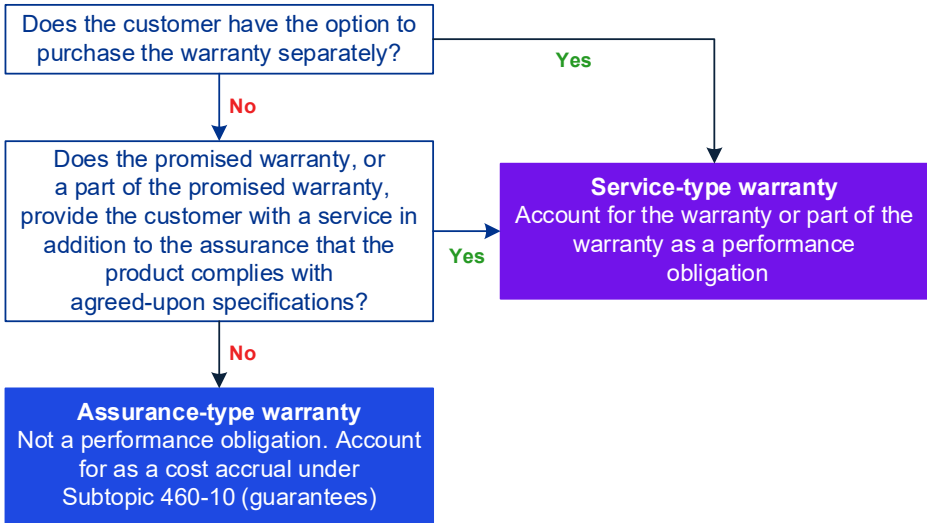 Does the customer have the option to
purchase the warranty separately?
Yes
No
Does the promised warranty, or
a part of the promised warranty,
provide the customer with a service in
addition to the assurance that the
product complies with
agreed-upon specifications?
Yes
Service-type warranty
Account for the warranty or part of the
warranty as a performance
obligation
No
Assurance-type warranty
Not a performance obligation. Account
for as a cost accrual under
Subtopic 460-10 (guarantees)